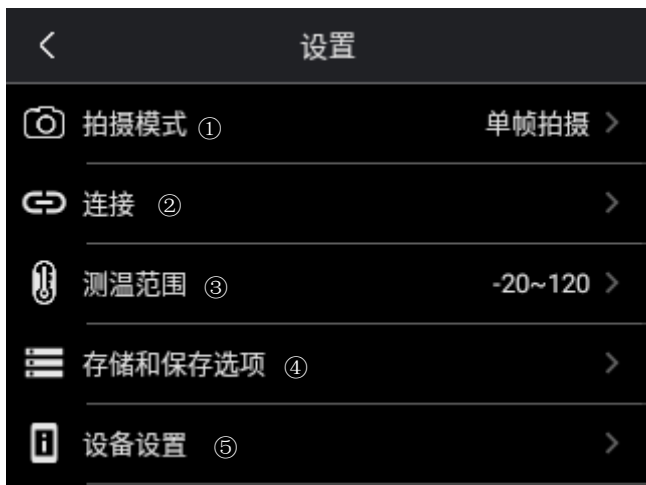 设置
拍摄模式 ① 单帧拍摄
连接 ②
测温范围 ③ -20~120
存储和保存选项 ④
设备设置 ⑤